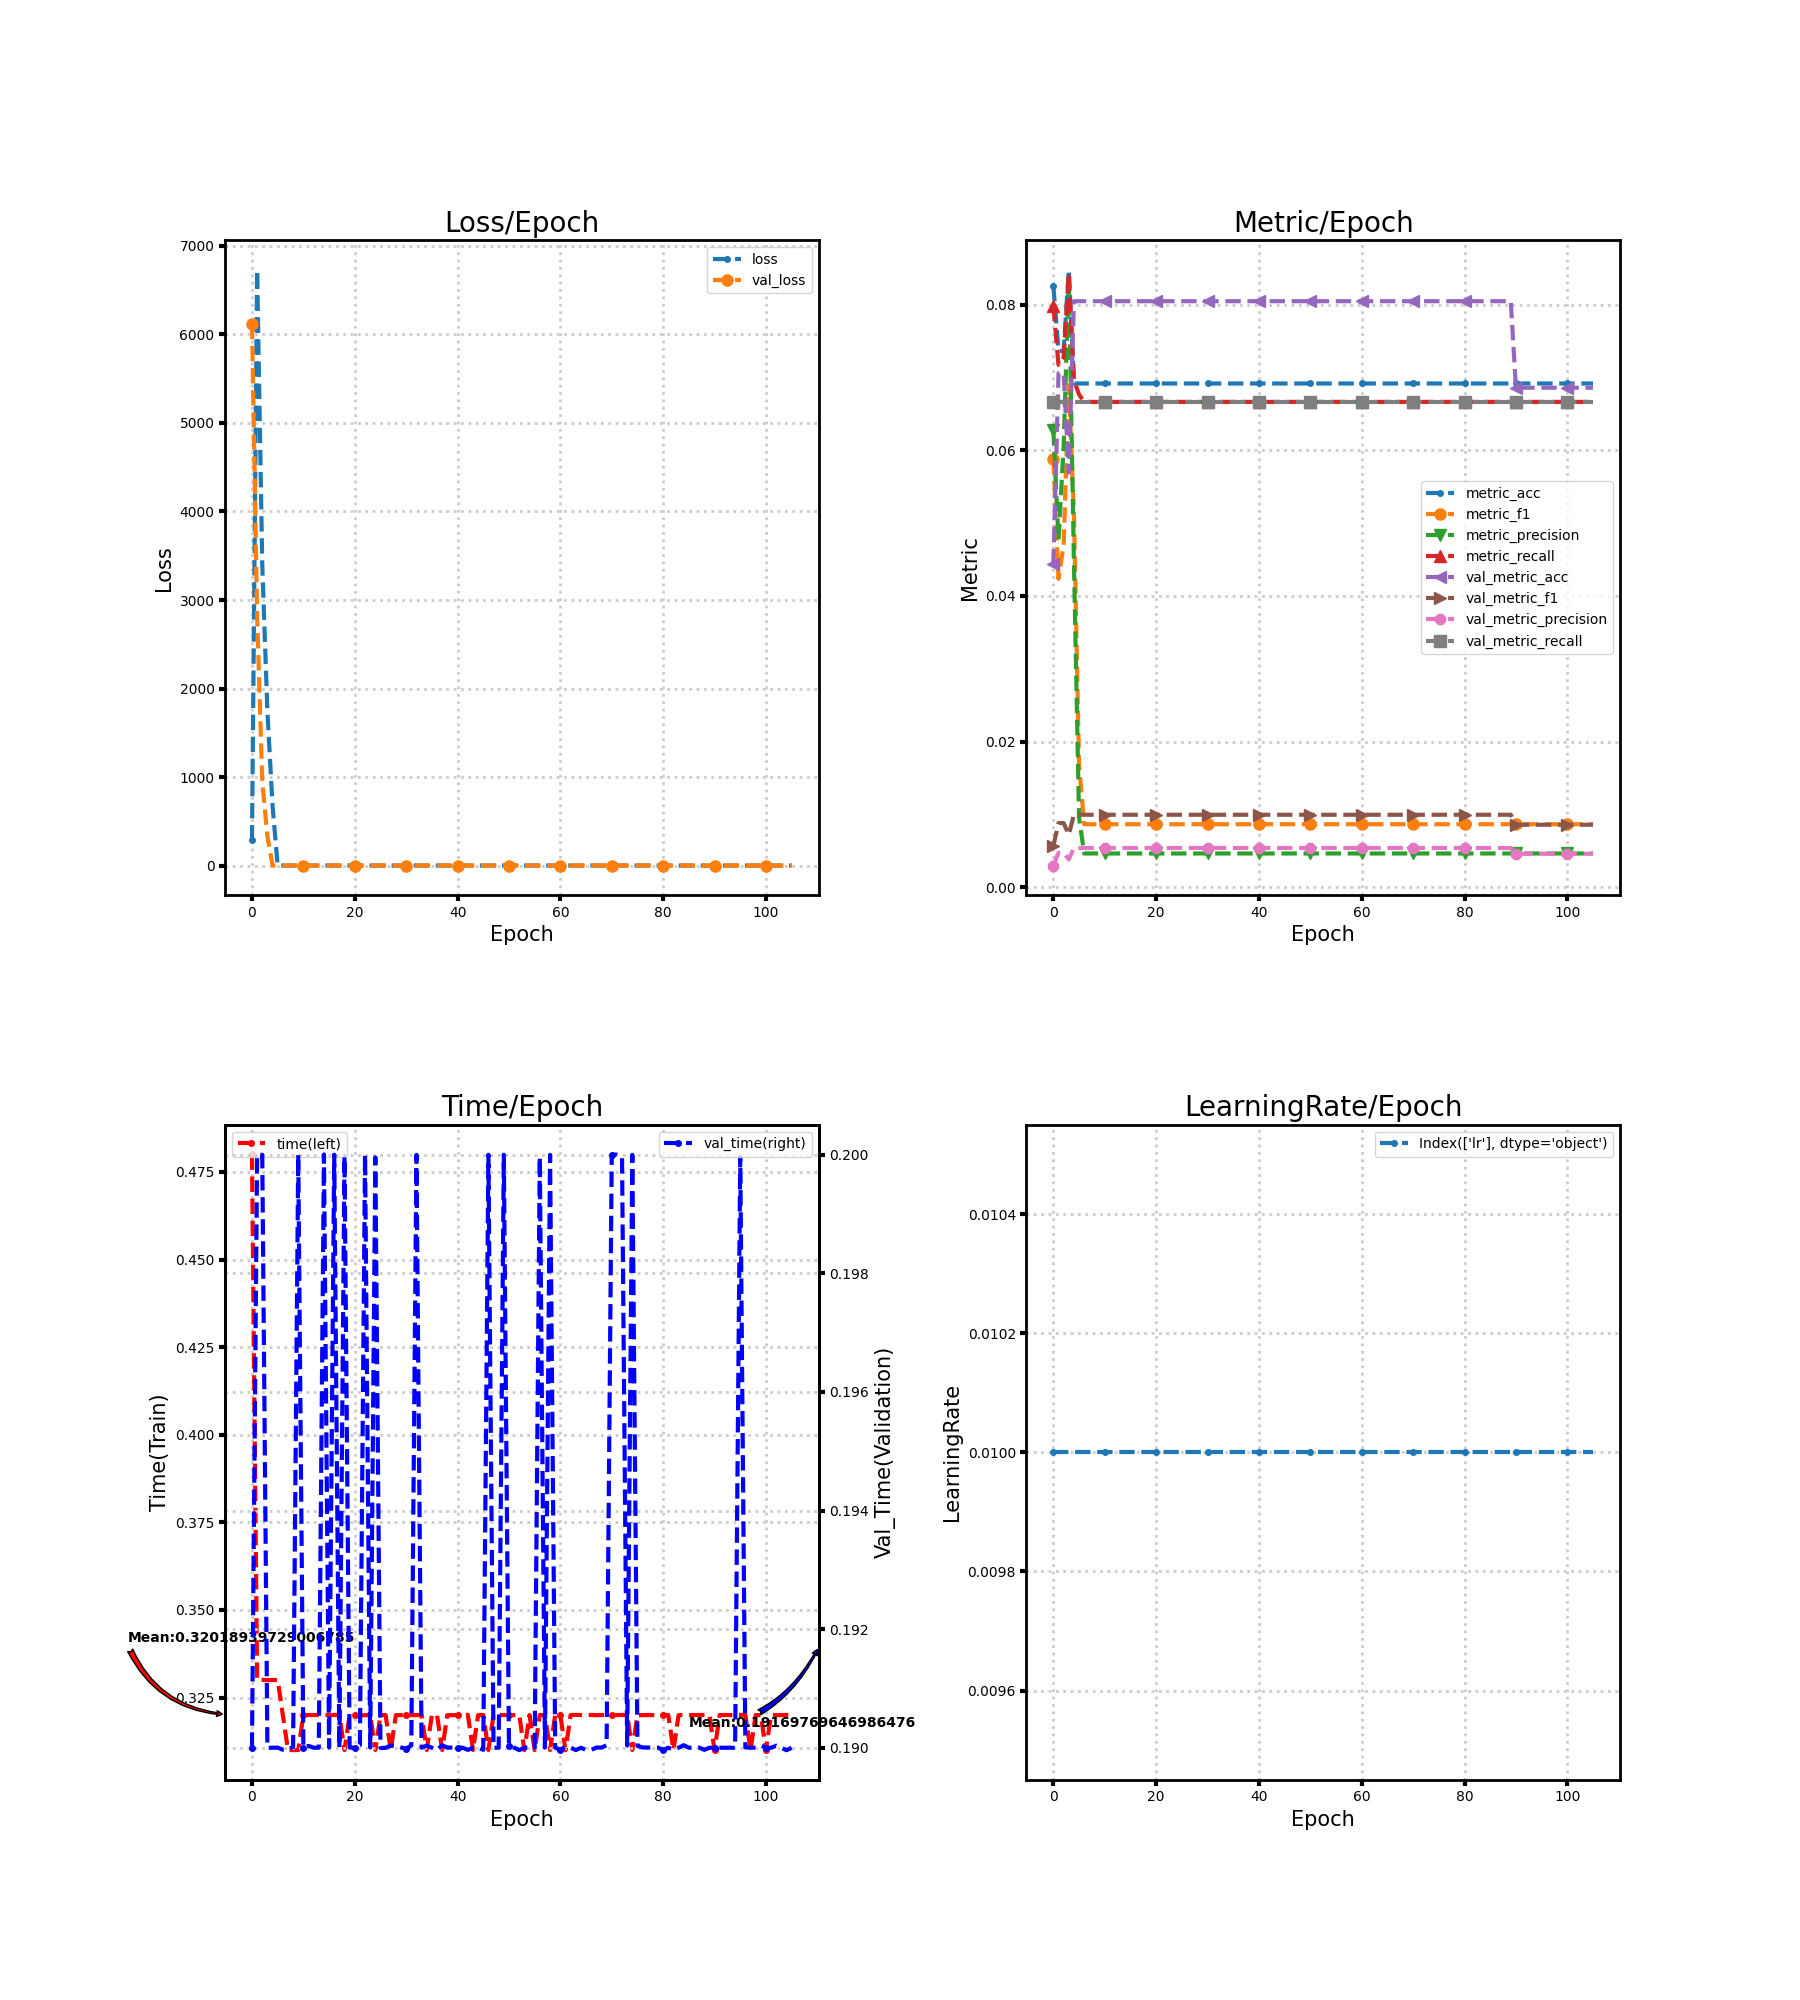 Loss/Epoch
7000
6000
5000
4000
3000
2000
1000
0
Loss
loss
val_loss
0 20 40 60 80 100
Epoch
Metric/Epoch
0.08
0.06
0.04
0.02
0.00
Metric
metric_acc
metric_f1
metric_precision
metric_recall
val_metric_acc
val_metric_f1
val_metric_precision
val_metric_recall
0 20 40 60 80 100
Epoch
Time/Epoch
time(left)
val_time(right)
0.475
0.450
0.425
0.400
0.375
0.350
0.325
Time(Train)
0.200
0.198
0.196
0.194
0.192
0.190
Val_Time(Validation)
Mean:0.19169769646986476
0 20 40 60 80 100
Epoch
LearningRate/Epoch
Index(['lr'], dtype='object')
0.0104
0.0102
0.0100
0.0098
0.0096
LearningRate
0 20 40 60 80 100
Epoch